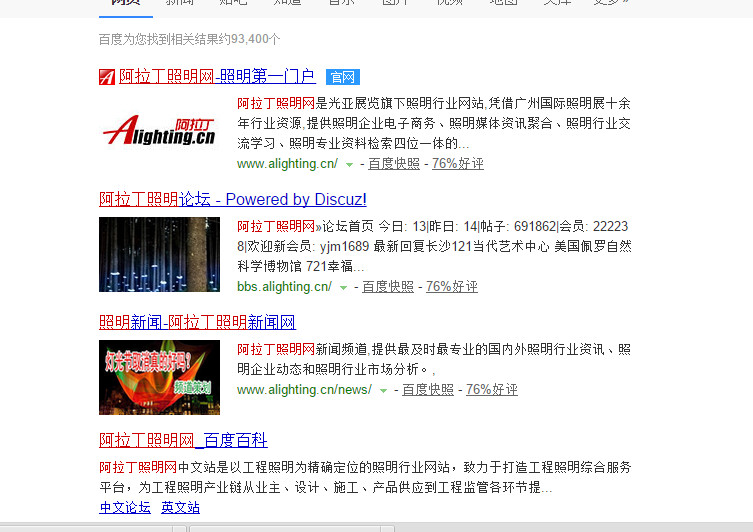 网页 新闻 贴吧 知道 音乐 图片 视频 地图 文库 更多»
百度为您找到相关结果约93,400个
阿拉丁照明网-照明第一门户 官网
阿拉丁照明网是光亚展览旗下照明行业网站,凭借广州国际照明展十余
年行业资源,提供照明企业电子商务、照明媒体资讯聚合、照明行业交
流学习、照明专业资料检索四位一体的...
阿拉丁
Alighting.cn
www.alighting.cn/ - 百度快照 - 76%好评
阿拉丁照明论坛 - Powered by Discuz!
阿拉丁照明网»论坛首页 今日: 13|昨日: 14|帖子: 691862|会员: 22223
8|欢迎新会员: yjm1689 最新回复长沙121当代艺术中心 美国佩罗自然
科学博物馆 721幸福...
bbs.alighting.cn/ - 百度快照 - 76%好评
照明新闻-阿拉丁照明新闻网
灯光节取消真的好吗?
频道策划
阿拉丁照明网新闻频道,提供最及时最专业的国内外照明行业资讯、照
明企业动态和照明行业市场分析。,
www.alighting.cn/news/ - 百度快照 - 76%好评
阿拉丁照明网_百度百科
阿拉丁照明网中文站是以工程照明为精确定位的照明行业网站，致力于打造工程照明综合服务
平台，为工程照明产业链从业主、设计、施工、产品供应到工程监管各环节提...
中文论坛 英文站